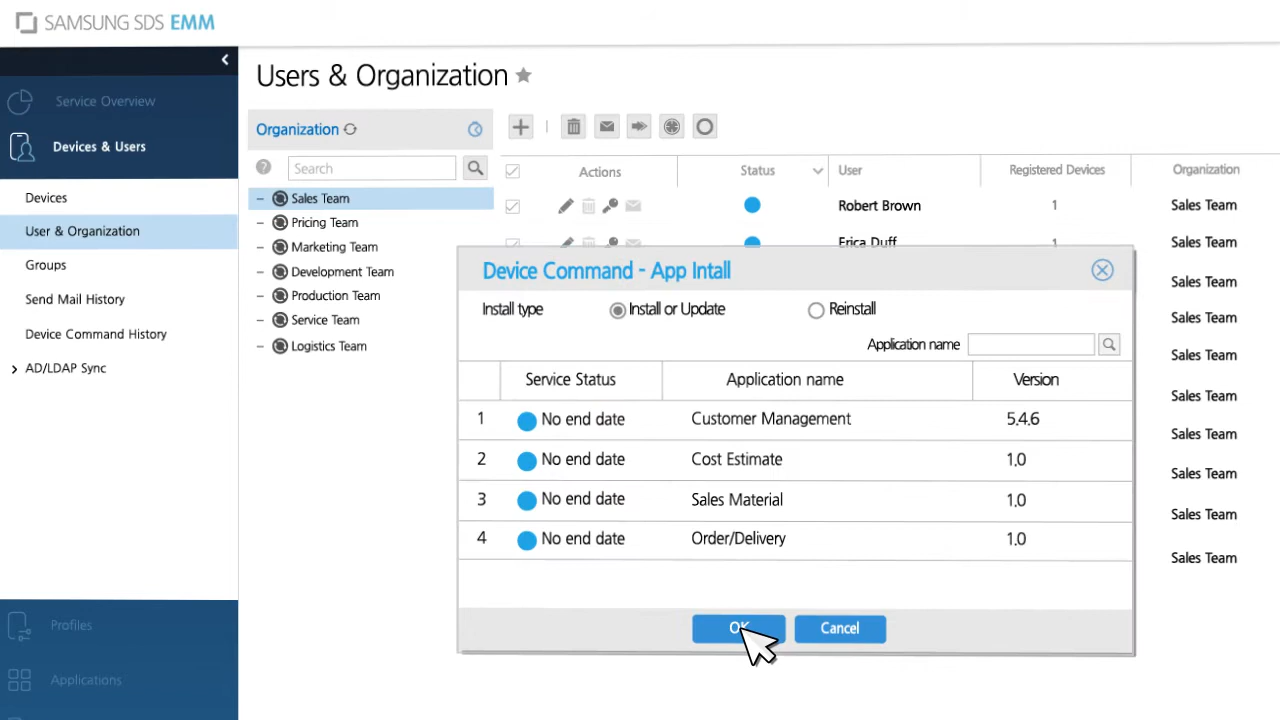 SAMSUNG SDS EMM
Service Overview
Devices & Users
Devices
User & Organization
Groups
Send Mail History
Device Command History
AD/LDAP Sync
Profiles
Applications
Users & Organization
Organization
Search
Sales Team
Pricing Team
Marketing Team
Development Team
Production Team
Service Team
Logistics Team
Actions Status User Registered Devices Organization
Robert Brown 1 Sales Team
Erica Duff 1 Sales Team
Sales Team
Sales Team
Sales Team
Sales Team
Sales Team
Sales Team
Sales Team
Sales Team
Device Command - App Intall
Install type Install or Update Reinstall
Application name
Service Status Application name Version
1 No end date Customer Management 5.4.6
2 No end date Cost Estimate 1.0
3 No end date Sales Material 1.0
4 No end date Order/Delivery 1.0
OK Cancel